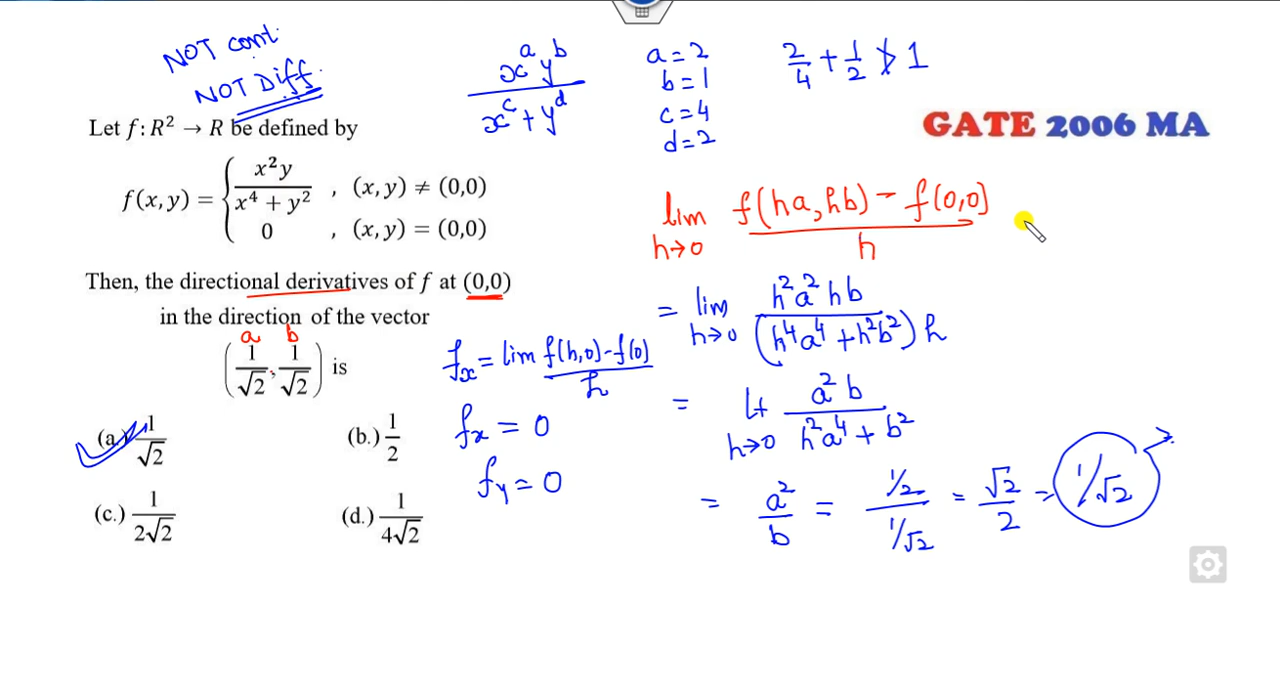 NOT cont.
NOT Diff.
x^a y^b / x^c + y^d
a = 2
b = 1
c = 4
d = 2
2/4 + 1/2 ≯ 1
GATE 2006 MA
Let f: R² → R be defined by
f(x, y) = { x²y / x⁴ + y² , (x, y) ≠ (0,0)
0 , (x, y) = (0,0)
Then, the directional derivatives of f at (0,0)
in the direction of the vector
a b
(1/√2, 1/√2) is
(a.) 1/√2
(b.) 1/2
(c.) 1/2√2
(d.) 1/4√2
fx = lim f(h,0) - f(0) / h
fx = 0
fy = 0
lim h→0 f(ha, hb) - f(0,0) / h
= lim h→0 h²a²hb / (h⁴a⁴ + h²b²) h
= Lt h→0 a²b / h²a⁴ + b²
= a²/b = 1/2 / 1/√2 = √2/2 = 1/√2